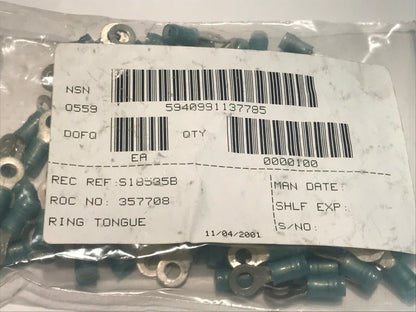 NSN
0559 5940991137785
DOFQ QTY
EA 0000100
REC REF:S18535B MAN DATE:
ROC NO: 357708 SHLF EXP:
RING TONGUE S/NO:
11/04/2001